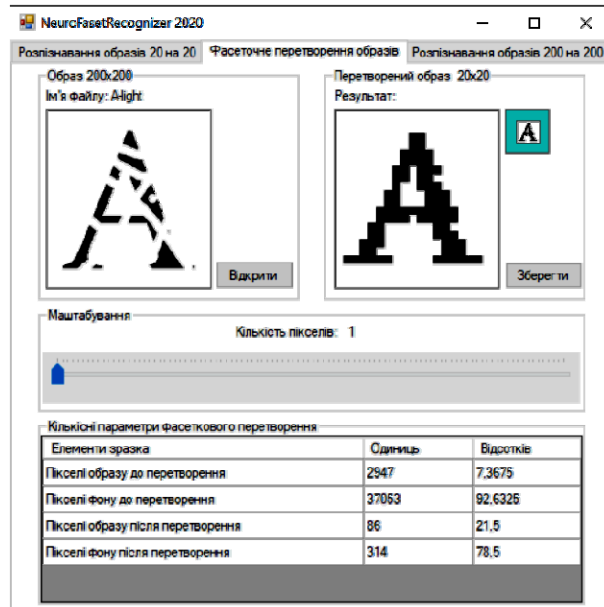 NeuroFasetRecognizer 2020
Розпізнавання образів 20 на 20 Фасеточне перетворення образів Розпізнавання образів 200 на 200
Образ 200x200
Ім'я файлу: A-light
Відкрити
Перетворений образ 20x20
Результат:
Зберегти
Маштабування
Кількість пікселів: 1
Кількісні параметри фасеткового перетворення
Елементи зразка Одиниць Відсотків
Пікселі образу до перетворення 2947 7,3675
Пікселі фону до перетворення 37053 92,6325
Пікселі образу після перетворення 86 21,5
Пікселі фону після перетворення 314 78,5